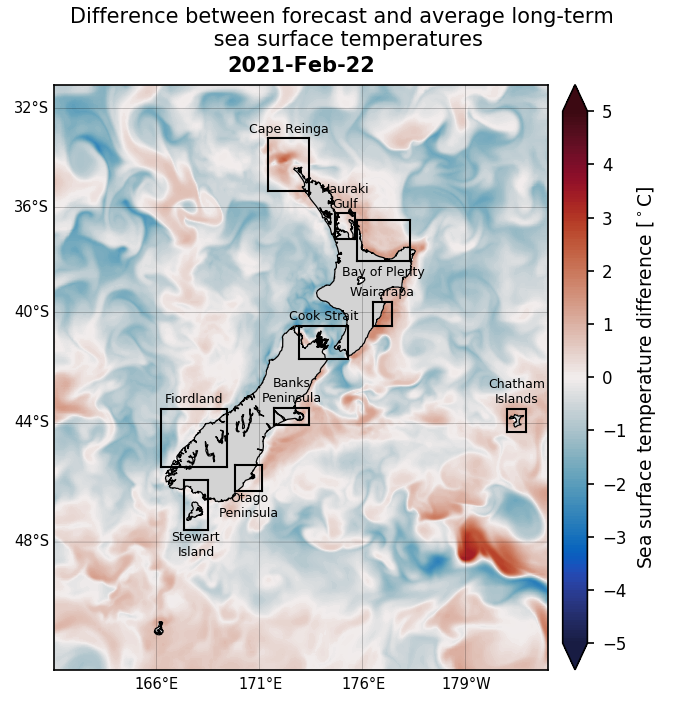 Difference between forecast and average long-term
sea surface temperatures
2021-Feb-22
32°S
36°S
40°S
44°S
48°S
Cape Reinga
Hauraki
Gulf
Bay of Plenty
Wairarapa
Cook Strait
Banks
Peninsula
Fiordland
Chatham
Islands
Otago
Peninsula
Stewart
Island
166°E
171°E
176°E
179°W
5
4
3
2
1
0
−1
−2
−3
−4
−5
Sea surface temperature difference [°C]